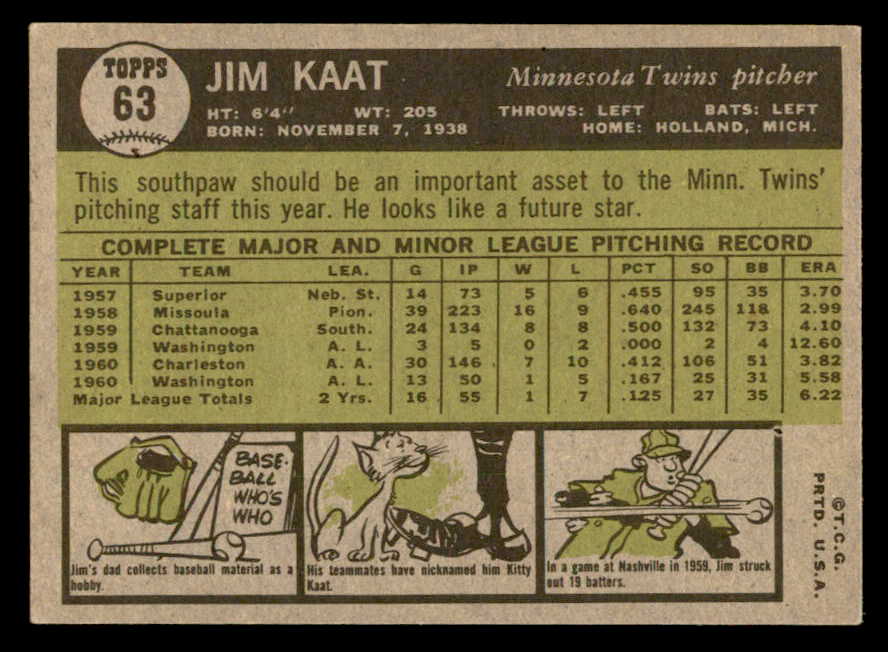 TOPPS
63
JIM KAAT
Minnesota Twins pitcher
HT: 6'4" WT: 205 THROWS: LEFT BATS: LEFT
BORN: NOVEMBER 7, 1938 HOME: HOLLAND, MICH.
This southpaw should be an important asset to the Minn. Twins'
pitching staff this year. He looks like a future star.
COMPLETE MAJOR AND MINOR LEAGUE PITCHING RECORD
YEAR TEAM LEA. G IP W L PCT SO BB ERA
1957 Superior Neb. St. 14 73 5 6 .455 95 35 3.70
1958 Missoula Pion. 39 223 16 9 .640 245 118 2.99
1959 Chattanooga South. 24 134 8 8 .500 132 73 4.10
1959 Washington A. L. 3 5 0 2 .000 2 4 12.60
1960 Charleston A. A. 30 146 7 10 .412 106 51 3.82
1960 Washington A. L. 13 50 1 5 .167 25 31 5.58
Major League Totals 2 Yrs. 16 55 1 7 .125 27 35 6.22
BASE-
BALL
WHO'S
WHO
Jim's dad collects baseball material as a
hobby.
His teammates have nicknamed him Kitty
Kaat.
In a game at Nashville in 1959, Jim struck
out 19 batters.
©T.C.G.
PRTD. U.S.A.